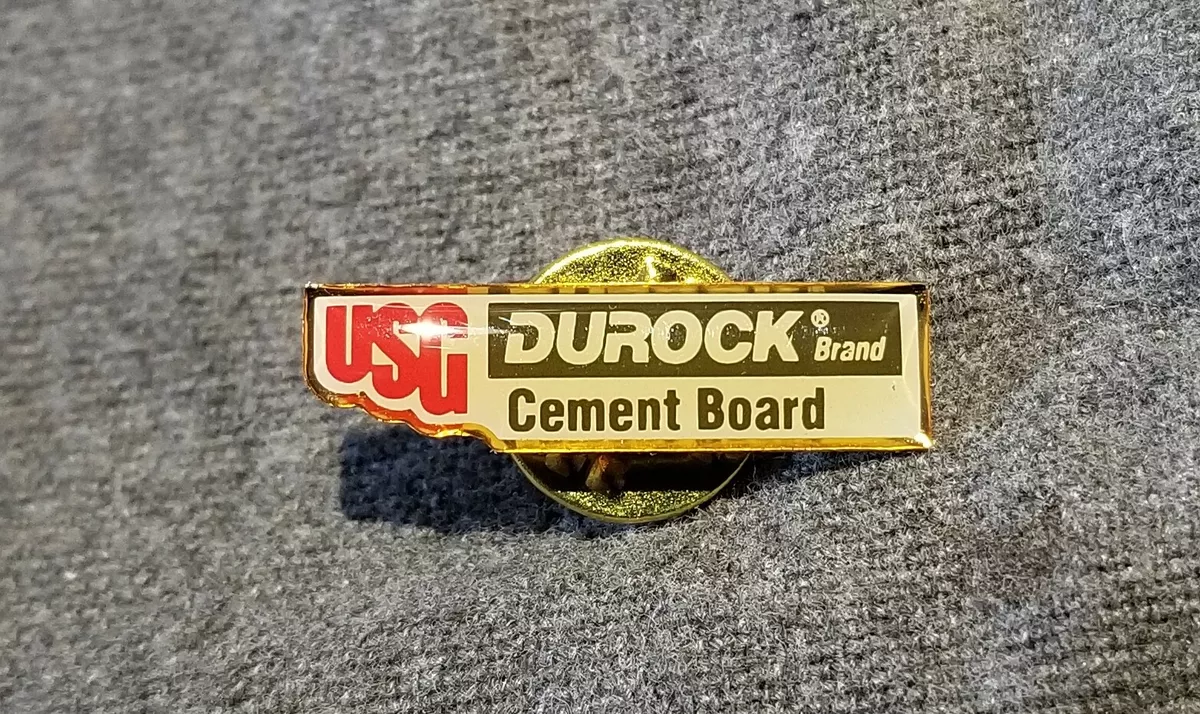 USG
DUROCK® Brand
Cement Board